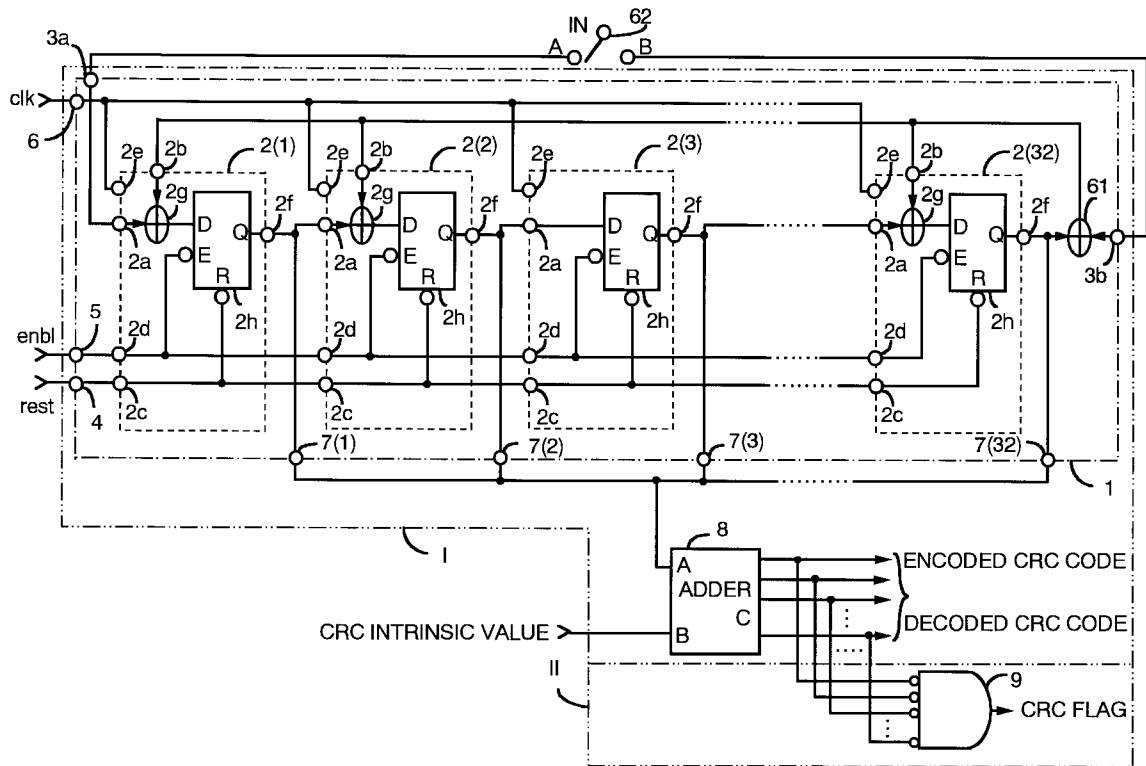 IN 62
3a A B
clk
6 2e 2b 2(1) 2e 2b 2(2) 2e 2(3) 2e 2b 2(32) 61
2g D Q 2f 2g D Q 2f D Q 2f 2g D Q 2f
2a E 2a E 2a E 2a E 3b
R R R R
2h 2h 2h 2h
enbl 5 2d 2d 2d 2d
rest 4 2c 2c 2c 2c
7(1) 7(2) 7(3) 7(32)
1
I
8
A
ADDER
C
B
ENCODED CRC CODE
DECODED CRC CODE
CRC INTRINSIC VALUE
II
9
CRC FLAG